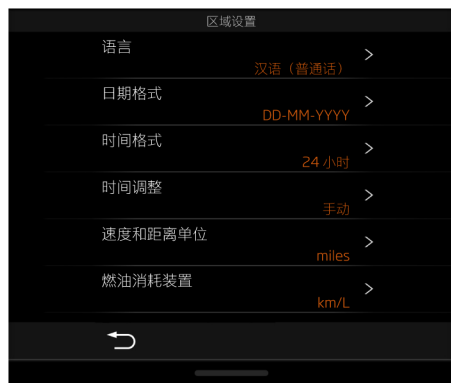 区域设置
语言
汉语（普通话）
日期格式
DD-MM-YYYY
时间格式
24 小时
时间调整
手动
速度和距离单位
miles
燃油消耗装置
km/L